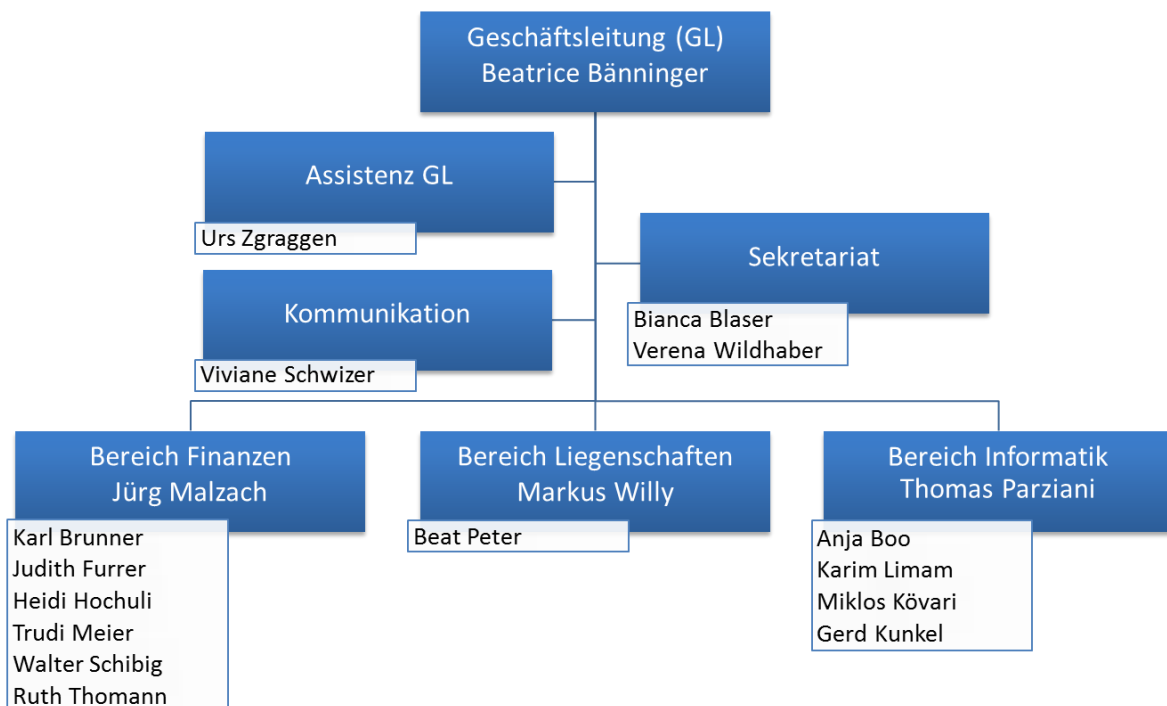 Geschäftsleitung (GL)
Beatrice Bänninger
Assistenz GL
Urs Zgraggen
Sekretariat
Bianca Blaser
Verena Wildhaber
Kommunikation
Viviane Schwizer
Bereich Finanzen
Jürg Malzach
Karl Brunner
Judith Furrer
Heidi Hochuli
Trudi Meier
Walter Schibig
Ruth Thomann
Bereich Liegenschaften
Markus Willy
Beat Peter
Bereich Informatik
Thomas Parziani
Anja Boo
Karim Limam
Miklos Kövari
Gerd Kunkel